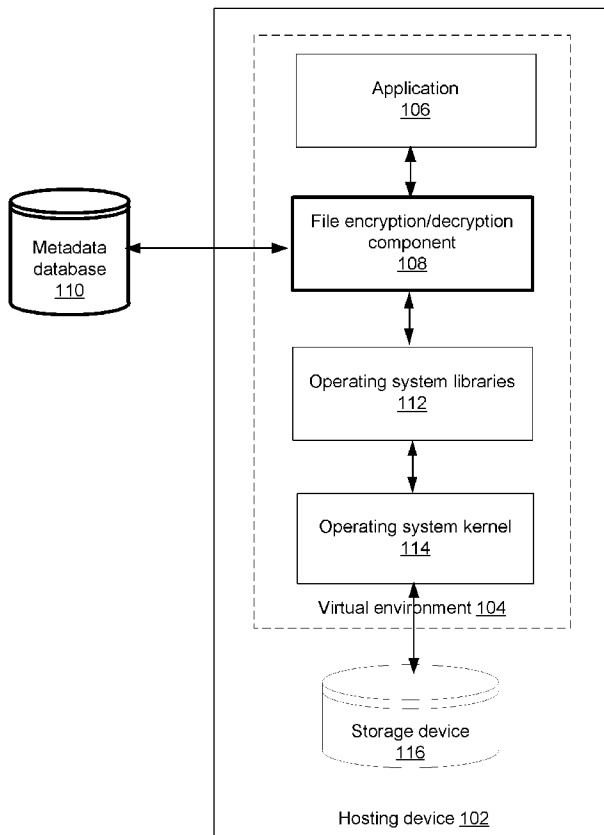 Application
106
File encryption/decryption
component
108
Metadata
database
110
Operating system libraries
112
Operating system kernel
114
Virtual environment 104
Storage device
116
Hosting device 102